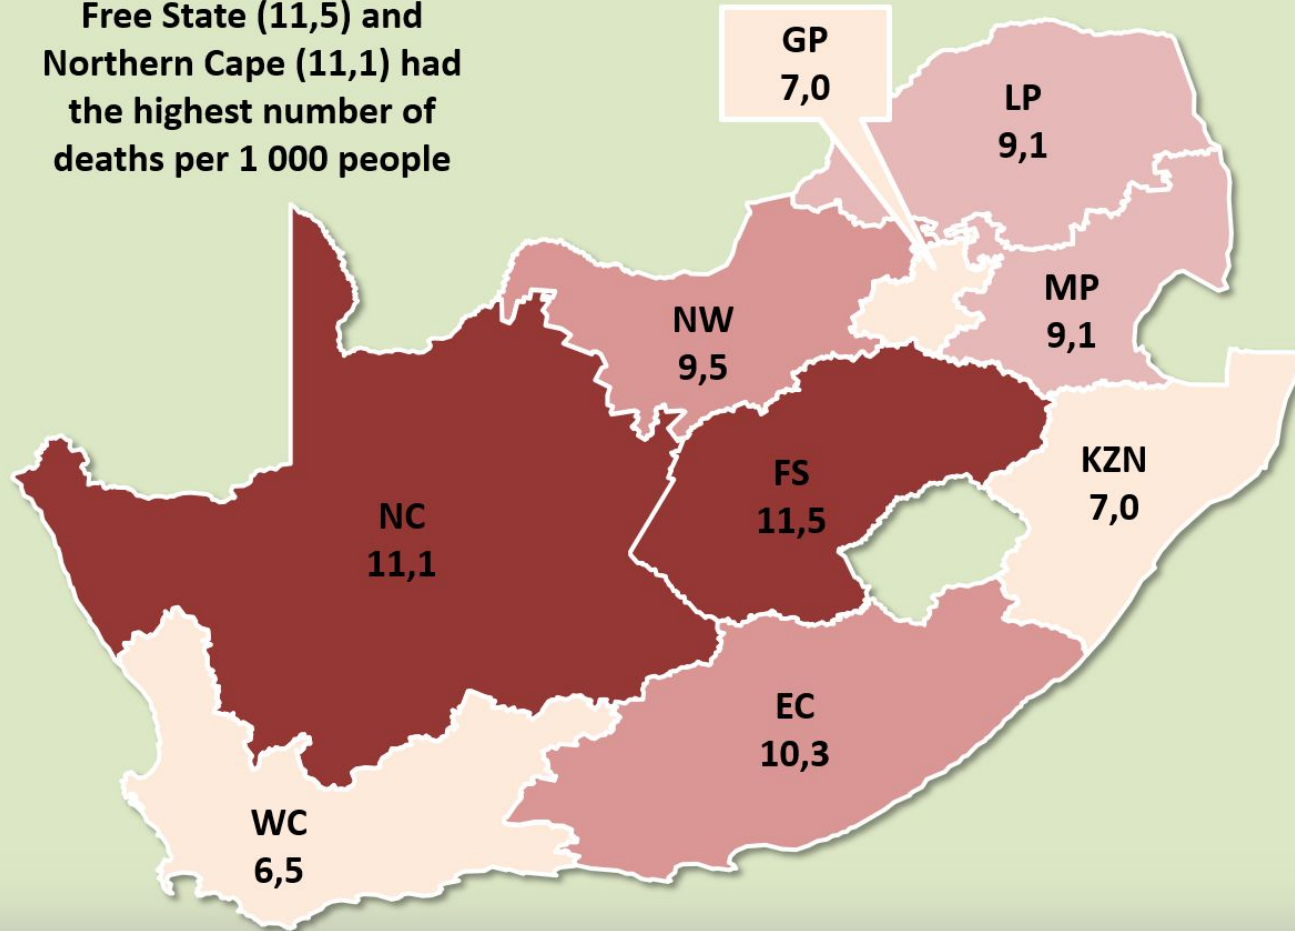 Free State (11,5) and
Northern Cape (11,1) had
the highest number of
deaths per 1 000 people
GP
7,0
LP
9,1
MP
9,1
NW
9,5
KZN
7,0
FS
11,5
NC
11,1
EC
10,3
WC
6,5